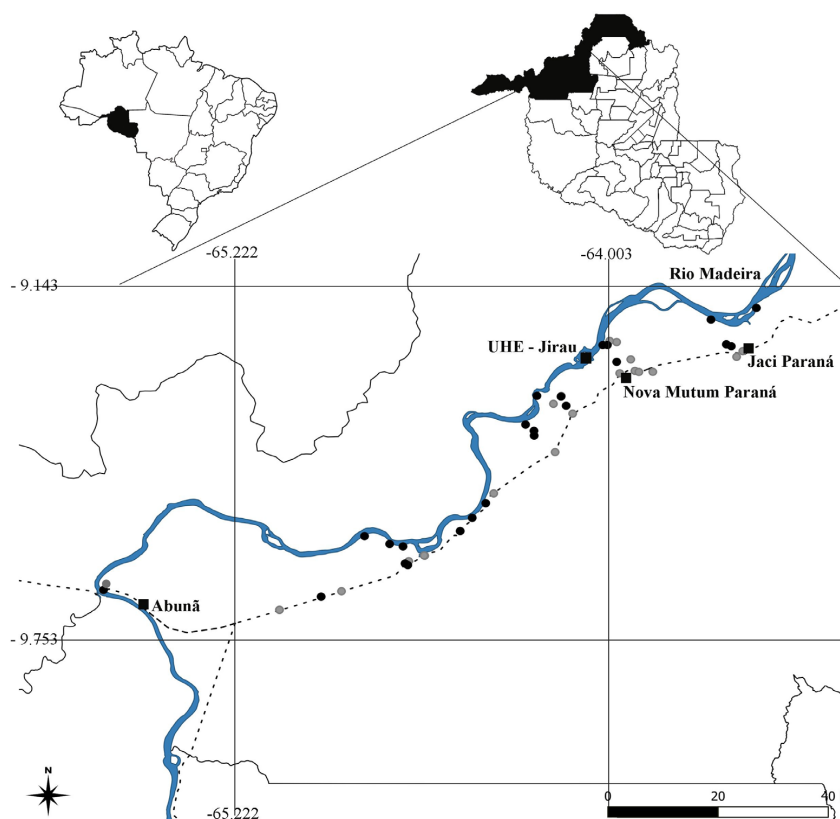 -65.222
-64.003
- 9.143
Rio Madeira
UHE - Jirau
Jaci Paraná
Nova Mutum Paraná
Abunã
- 9.753
N
-65.222
0
20
40